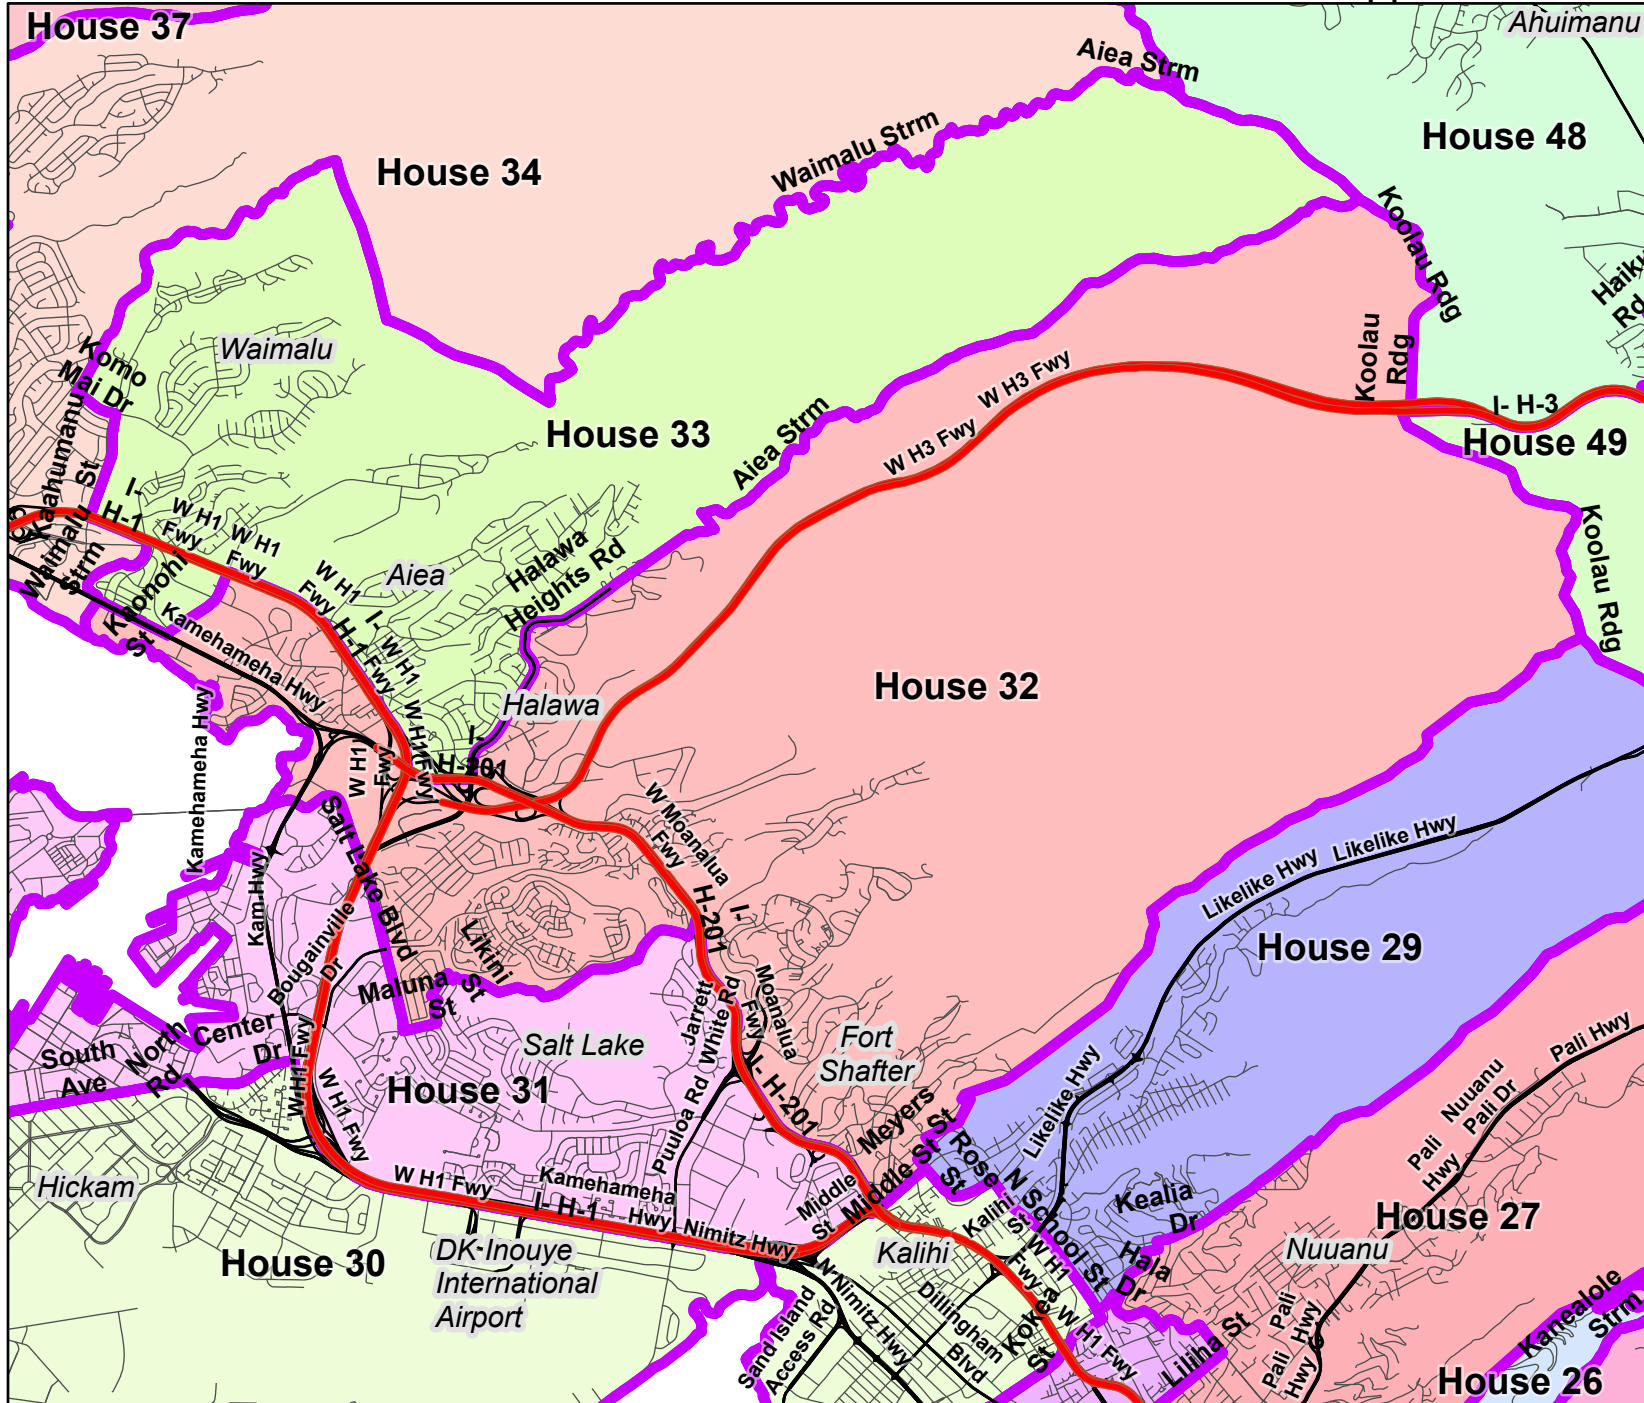 House 37
Ahuimanu
Aiea Strm
House 48
Waimalu Strm
House 34
Koolau Rdg
Haiku
Rd
Koolau
Rdg
Waimalu
Komo
Mai Dr
W H3 Fwy
W H3 Fwy
I- H-3
House 33
House 49
Aiea Strm
Kaahumanu
St
I-
H-1
W H1
Fwy
W H1
Fwy
Waimalu
Strm
Koolau Rdg
Kaonohi
St
W H1
Fwy
Aiea
Halawa
Heights Rd
I-
H-1
W H1
Fwy
Kamehameha Hwy
House 32
Halawa
Kamehameha Hwy
W H1
Fwy
W H1 Fwy
I-
H-201
Salt Lake Blvd
W Moanalua
Fwy
Likelike Hwy
Likelike Hwy
Kam Hwy
Bougainville
Dr
Likini
St
I-
H-201
House 29
Maluna
St
Moanalua
Fwy
Jarrett
White Rd
South
Ave
North
Rd
Center
Dr
Salt Lake
Fort
Shafter
Pali Hwy
W H1 Fwy
W H1 Fwy
House 31
I- H-201
Puuloa Rd
Likelike Hwy
Nuuanu
Pali Dr
Meyers
St
Pali
Hwy
Hickam
W H1 Fwy
Kamehameha
Hwy
I- H-1
Nimitz Hwy
Middle
St
Middle St
Rose
St
N School St
Kalihi
St
Kealia
Dr
House 27
House 30
DK-Inouye
International
Airport
Kalihi
W H1
Fwy
Hala
Dr
Nuuanu
N Nimitz Hwy
Sand Island
Access Rd
Dillingham
Blvd
Kokea
St
W H1 Fwy
Liliha St
Pali
Hwy
Pali
Hwy
Kanealole
Strm
House 26